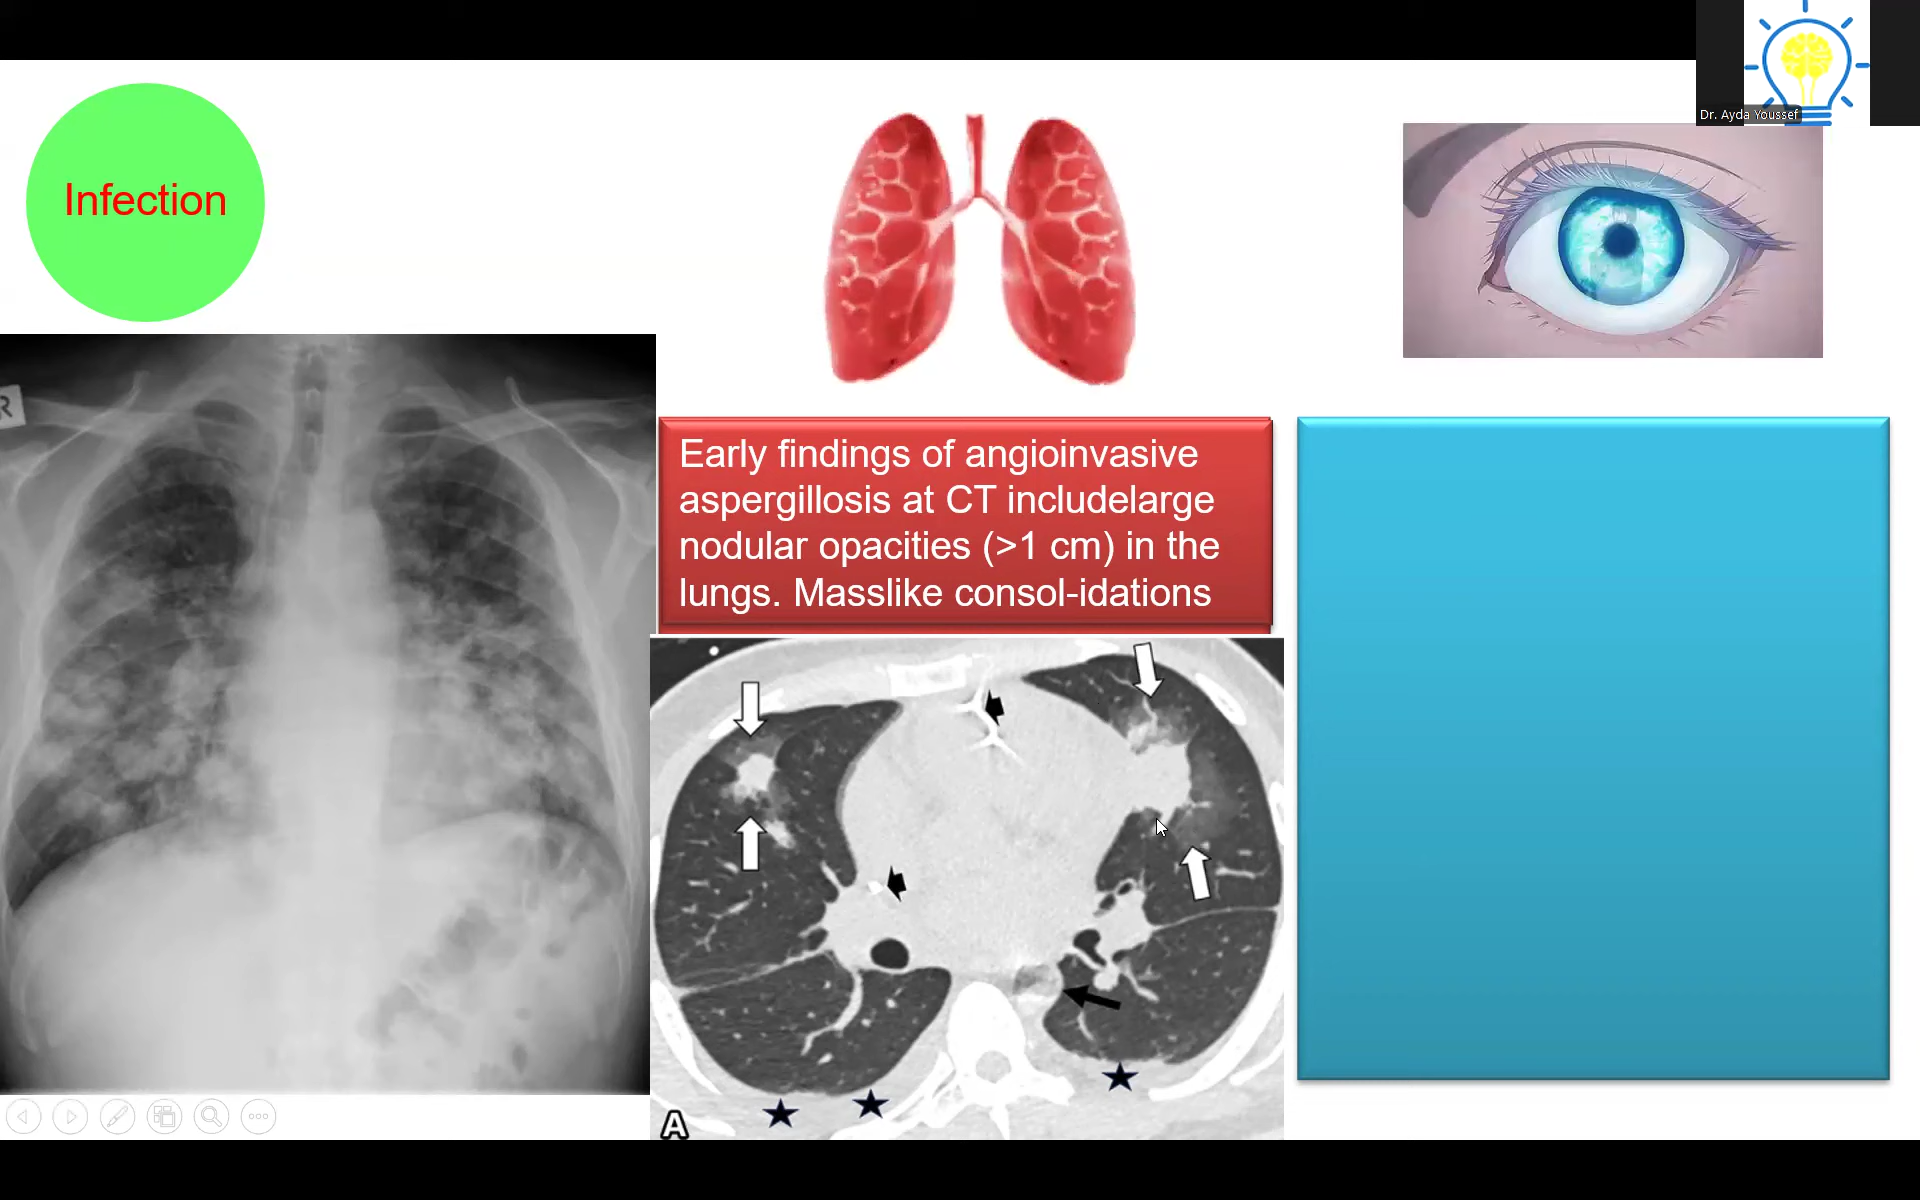 Dr. Ayda Youssef
Infection
R
Early findings of angioinvasive
aspergillosis at CT includelarge
nodular opacities (>1 cm) in the
lungs. Masslike consol-idations
A